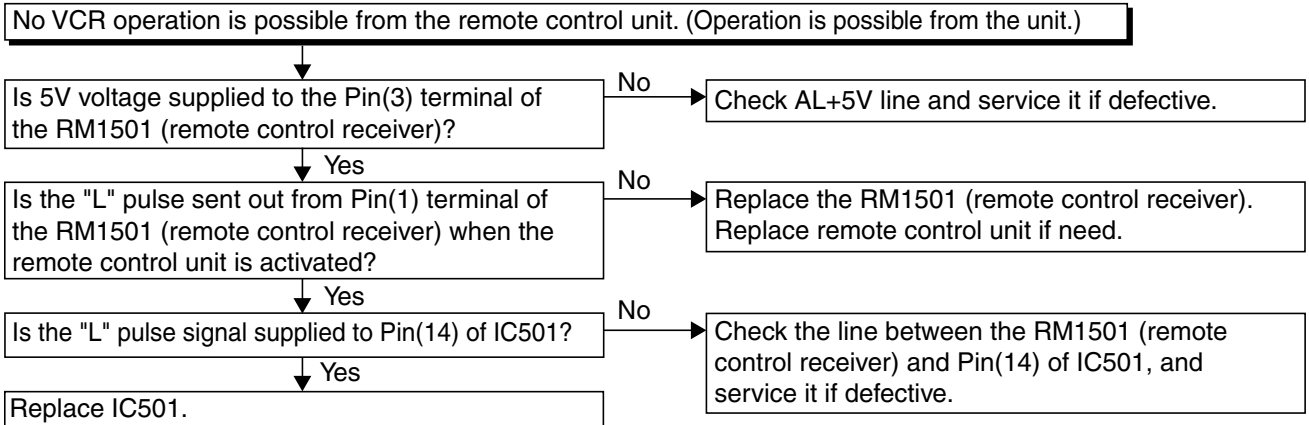 No VCR operation is possible from the remote control unit. (Operation is possible from the unit.)
Is 5V voltage supplied to the Pin(3) terminal of
the RM1501 (remote control receiver)?
No
Check AL+5V line and service it if defective.
Yes
Is the "L" pulse sent out from Pin(1) terminal of
the RM1501 (remote control receiver) when the
remote control unit is activated?
No
Replace the RM1501 (remote control receiver).
Replace remote control unit if need.
Yes
Is the "L" pulse signal supplied to Pin(14) of IC501?
No
Check the line between the RM1501 (remote
control receiver) and Pin(14) of IC501, and
service it if defective.
Yes
Replace IC501.